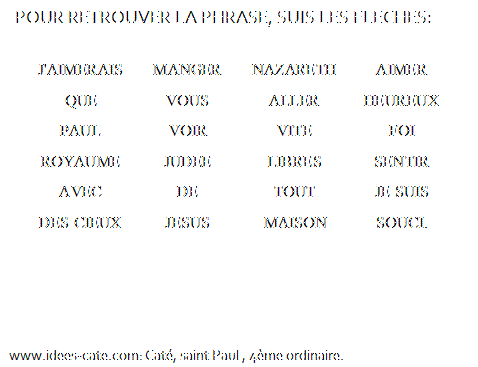 POUR RETROUVER LA PHRASE, SUIS LES FLECHES:
J'AIMERAIS MANGER NAZARETH AIMER
QUE VOUS ALLER HEUREUX
PAUL VOIR VITE FOI
ROYAUME JUDEE LIBRES SENTIR
AVEC DE TOUT JE SUIS
DES CIEUX JESUS MAISON SOUCI.
www.idees-cate.com: Caté, saint Paul , 4ème ordinaire.